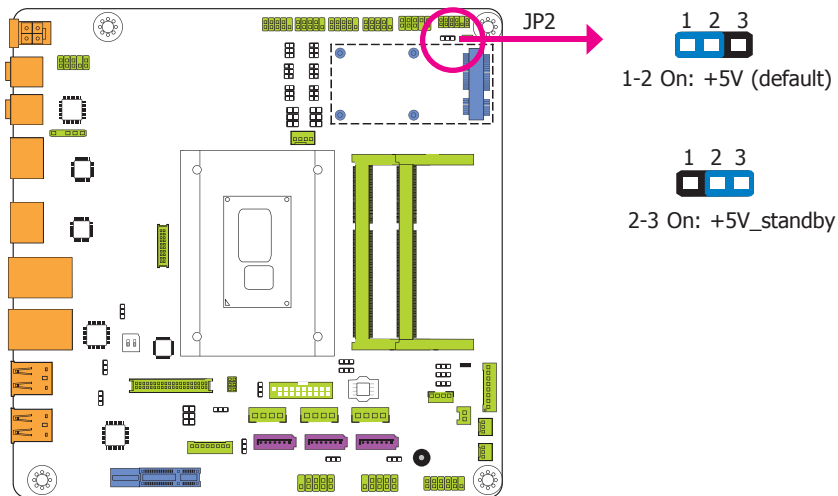 JP2
1 2 3
1-2 On: +5V (default)
1 2 3
2-3 On: +5V_standby